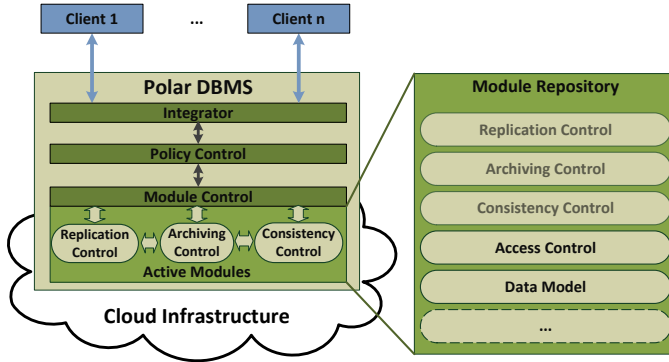 Client 1 ... Client n
Polar DBMS
Integrator
Policy Control
Module Control
Replication Control
Archiving Control
Consistency Control
Active Modules
Cloud Infrastructure
Module Repository
Replication Control
Archiving Control
Consistency Control
Access Control
Data Model
...